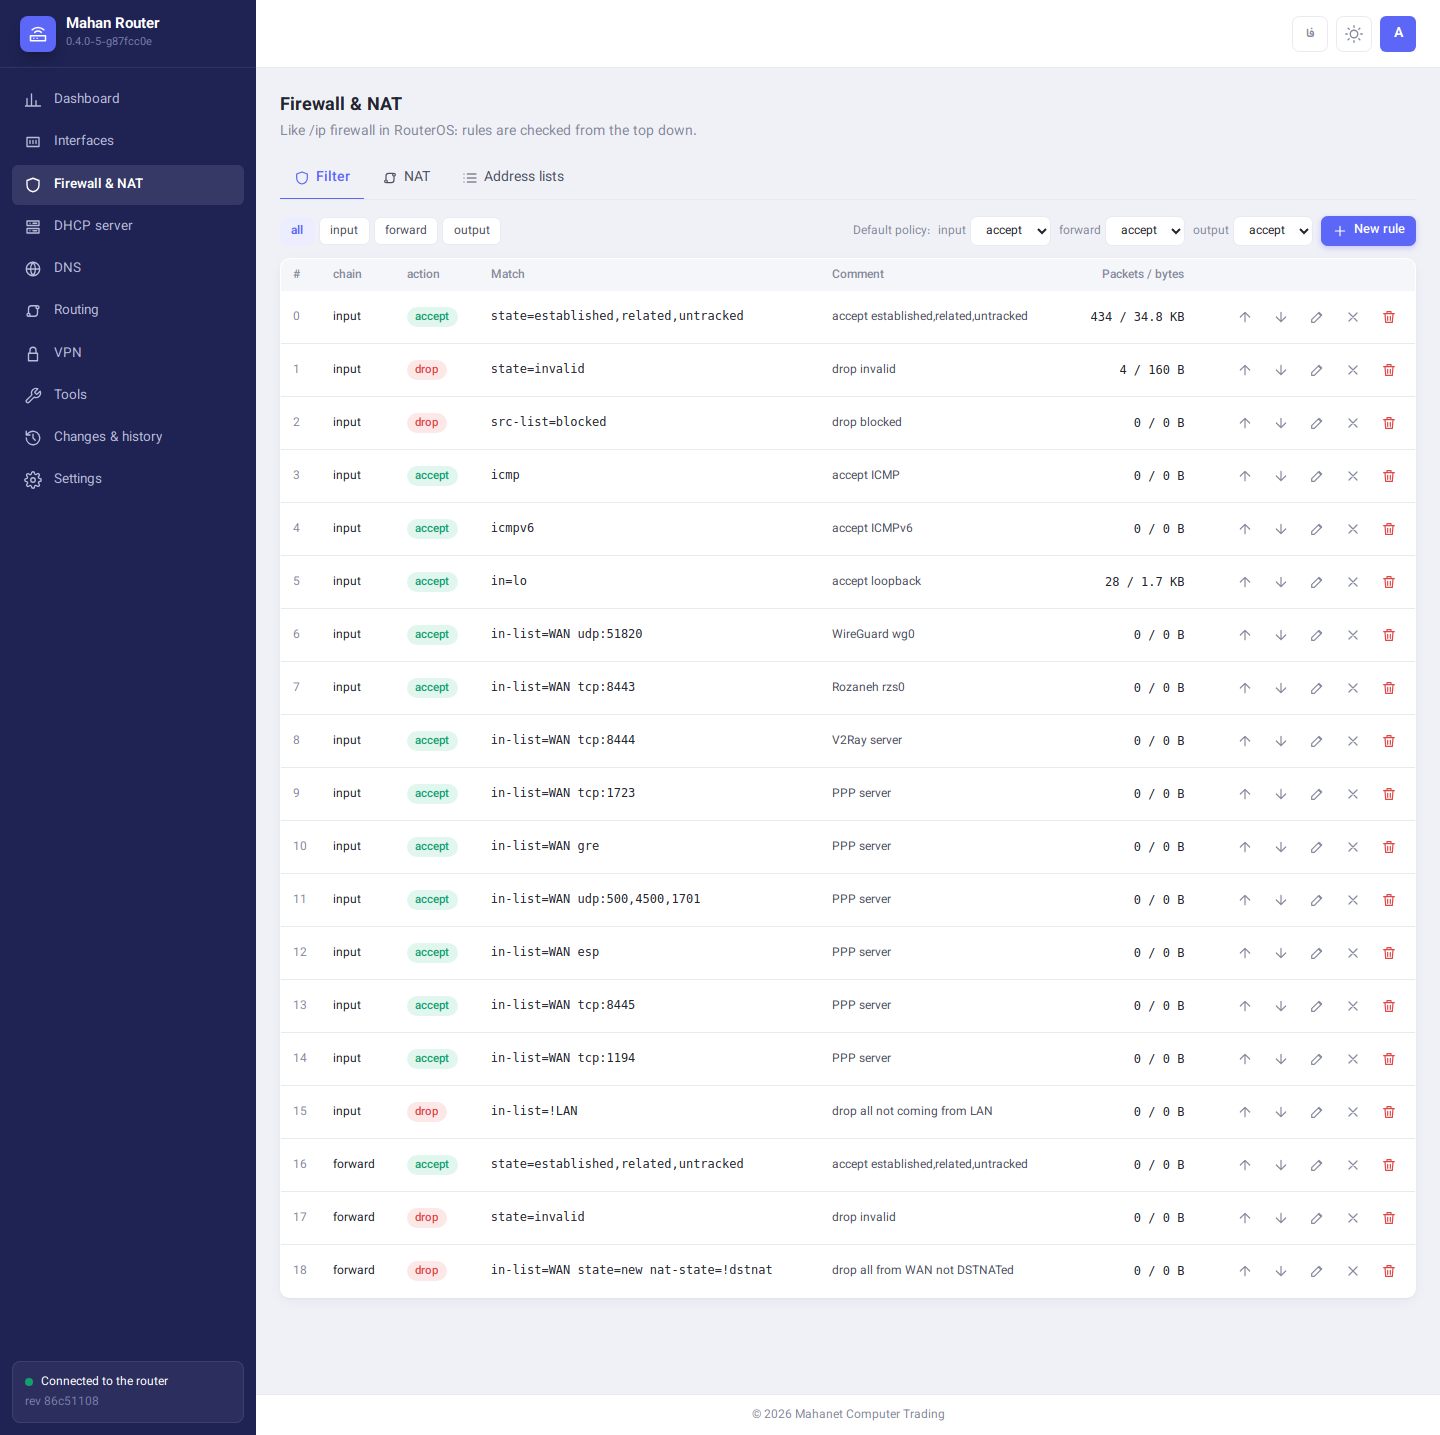 Mahan Router
0.4.0-5-g87fcc0e
Dashboard
Interfaces
Firewall & NAT
DHCP server
DNS
Routing
VPN
Tools
Changes & history
Settings
Connected to the router
rev 86c51108
فا
A
Firewall & NAT
Like /ip firewall in RouterOS: rules are checked from the top down.
Filter NAT Address lists
all input forward output Default policy: input accept forward accept output accept New rule
# chain action Match Comment Packets / bytes
0 input accept state=established,related,untracked accept established,related,untracked 434 / 34.8 KB
1 input drop state=invalid drop invalid 4 / 160 B
2 input drop src-list=blocked drop blocked 0 / 0 B
3 input accept icmp accept ICMP 0 / 0 B
4 input accept icmpv6 accept ICMPv6 0 / 0 B
5 input accept in=lo accept loopback 28 / 1.7 KB
6 input accept in-list=WAN udp:51820 WireGuard wg0 0 / 0 B
7 input accept in-list=WAN tcp:8443 Rozaneh rzs0 0 / 0 B
8 input accept in-list=WAN tcp:8444 V2Ray server 0 / 0 B
9 input accept in-list=WAN tcp:1723 PPP server 0 / 0 B
10 input accept in-list=WAN gre PPP server 0 / 0 B
11 input accept in-list=WAN udp:500,4500,1701 PPP server 0 / 0 B
12 input accept in-list=WAN esp PPP server 0 / 0 B
13 input accept in-list=WAN tcp:8445 PPP server 0 / 0 B
14 input accept in-list=WAN tcp:1194 PPP server 0 / 0 B
15 input drop in-list=!LAN drop all not coming from LAN 0 / 0 B
16 forward accept state=established,related,untracked accept established,related,untracked 0 / 0 B
17 forward drop state=invalid drop invalid 0 / 0 B
18 forward drop in-list=WAN state=new nat-state=!dstnat drop all from WAN not DSTNATed 0 / 0 B
© 2026 Mahanet Computer Trading